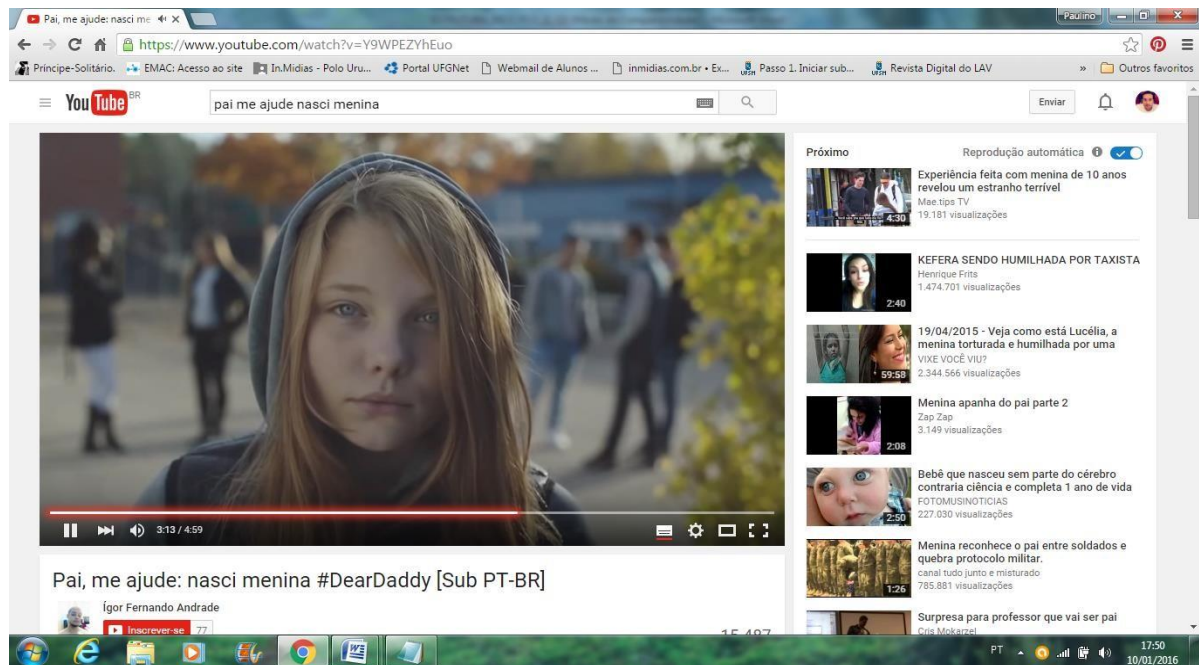 Pai, me ajude: nasci me
Paulino
https://www.youtube.com/watch?v=Y9WPEZYhEuo
Príncipe-Solitário.
EMAC: Acesso ao site
In.Midias - Polo Uru...
Portal UFGNet
Webmail de Alunos ...
inmidias.com.br • Ex...
Passo 1. Iniciar sub...
Revista Digital do LAV
»
Outros favoritos
YouTube BR
pai me ajude nasci menina
Enviar
Próximo
Reprodução automática
Experiência feita com menina de 10 anos
revelou um estranho terrível
Mae.tips TV
19.181 visualizações
4:30
KEFERA SENDO HUMILHADA POR TAXISTA
Henrique Frits
1.474.701 visualizações
2:40
19/04/2015 - Veja como está Lucélia, a
menina torturada e humilhada por uma
VIXE VOCÊ VIU?
2.344.566 visualizações
59:58
Menina apanha do pai parte 2
Zap Zap
3.149 visualizações
2:08
Bebê que nasceu sem parte do cérebro
contraria ciência e completa 1 ano de vida
FOTOMUSINOTICIAS
227.030 visualizações
2:50
Menina reconhece o pai entre soldados e
quebra protocolo militar.
canal tudo junto e misturado
785.881 visualizações
1:26
Surpresa para professor que vai ser pai
Cris Mokarzel
3:13 / 4:59
Pai, me ajude: nasci menina #DearDaddy [Sub PT-BR]
Ígor Fernando Andrade
Inscrever-se 77
15.487
PT
17:50
10/01/2016